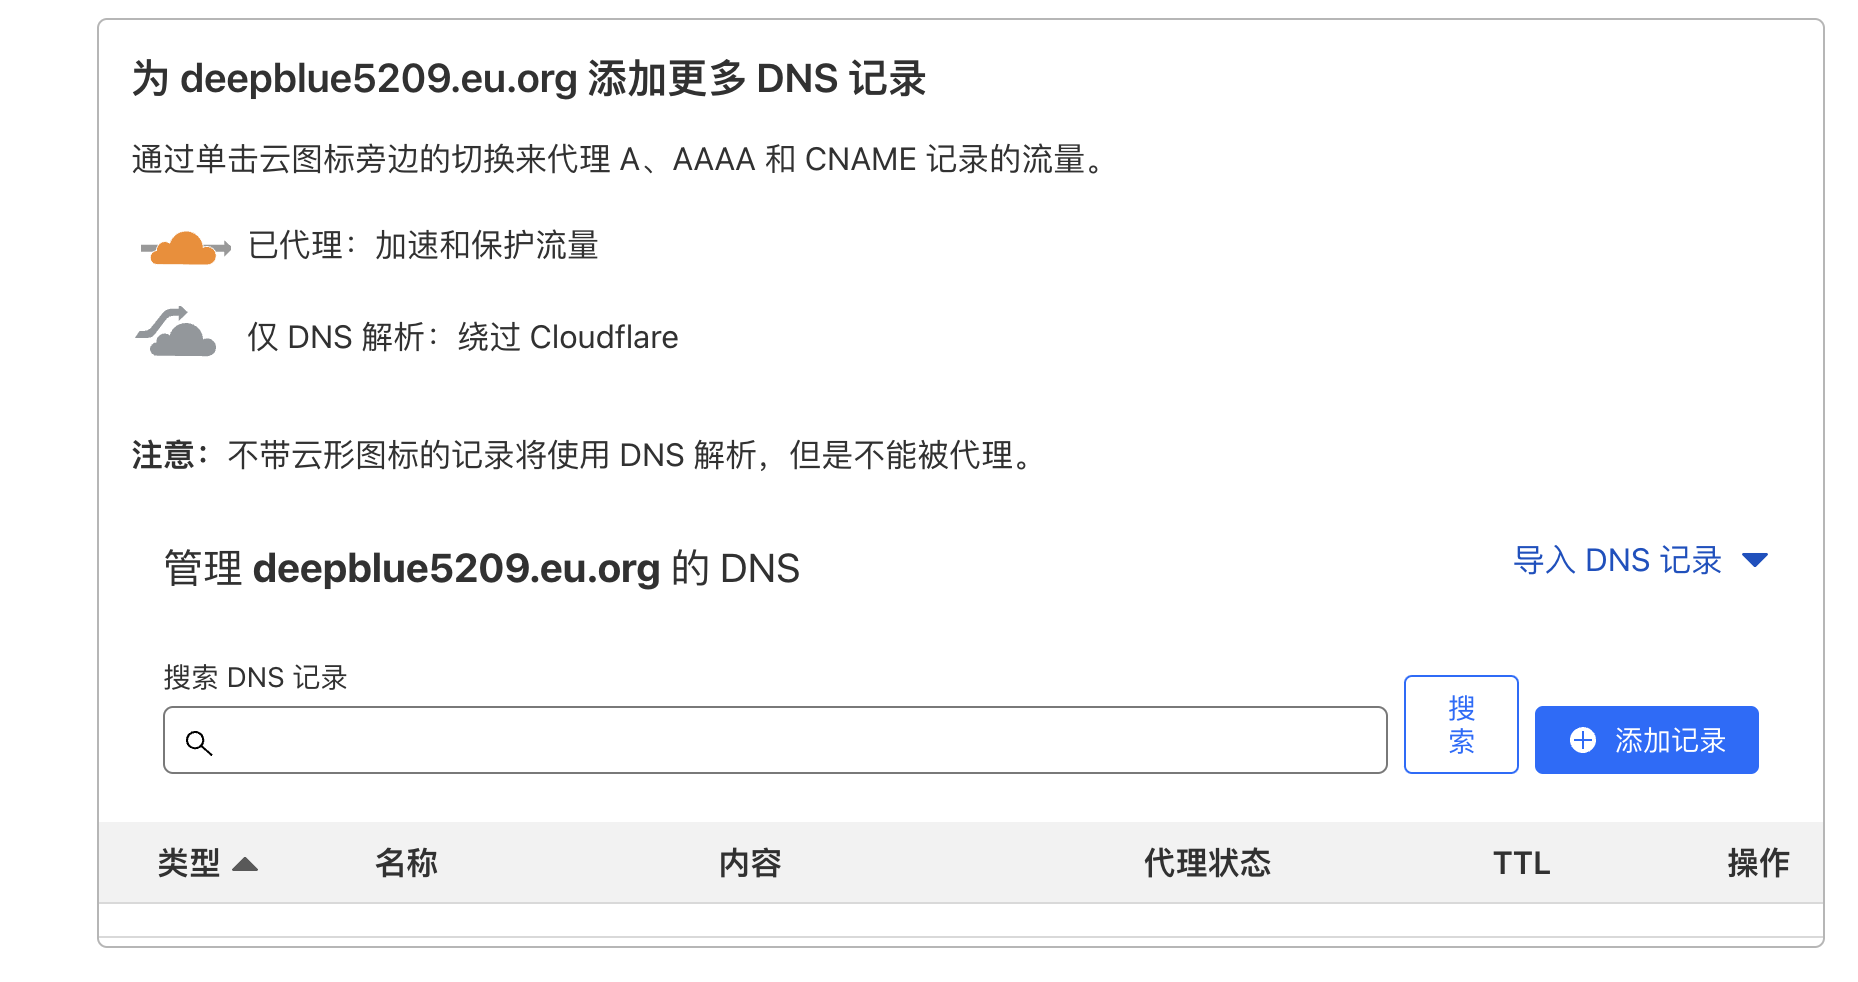 为 deepblue5209.eu.org 添加更多 DNS 记录
通过单击云图标旁边的切换来代理 A、AAAA 和 CNAME 记录的流量。
已代理：加速和保护流量
仅 DNS 解析：绕过 Cloudflare
注意：不带云形图标的记录将使用 DNS 解析，但是不能被代理。
管理 deepblue5209.eu.org 的 DNS
导入 DNS 记录
搜索 DNS 记录
搜
索
添加记录
类型 名称 内容 代理状态 TTL 操作